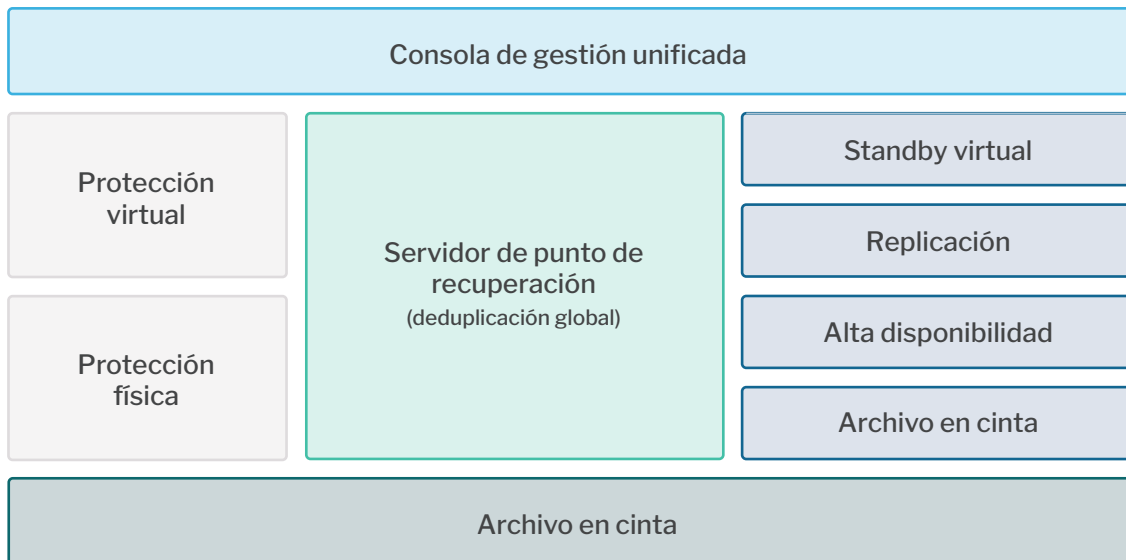 Consola de gestión unificada
Protección
virtual
Protección
física
Servidor de punto de
recuperación
(deduplicación global)
Standby virtual
Replicación
Alta disponibilidad
Archivo en cinta
Archivo en cinta